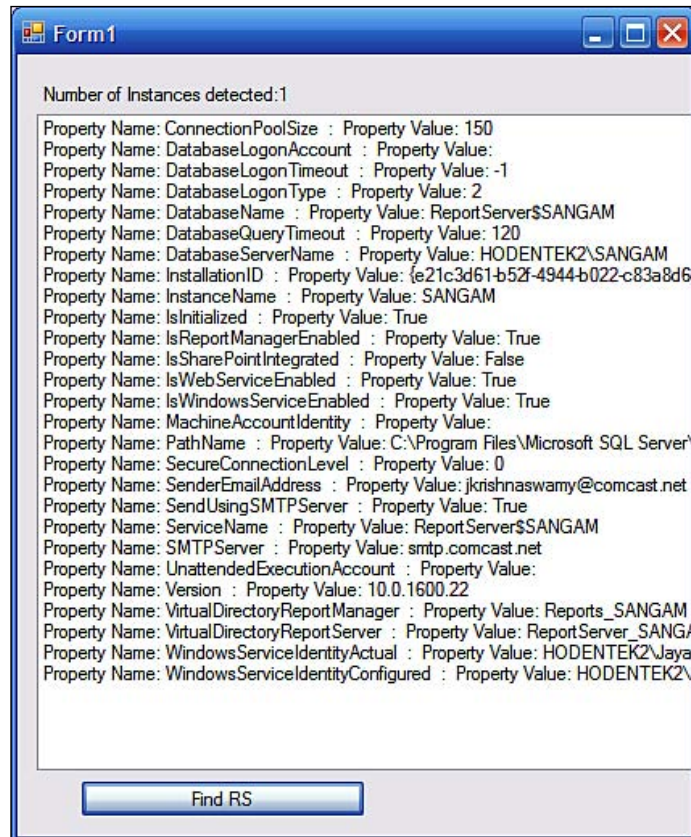 Form1
Number of Instances detected:1
Property Name: ConnectionPoolSize : Property Value: 150
Property Name: DatabaseLogonAccount : Property Value:
Property Name: DatabaseLogonTimeout : Property Value: -1
Property Name: DatabaseLogonType : Property Value: 2
Property Name: DatabaseName : Property Value: ReportServer$SANGAM
Property Name: DatabaseQueryTimeout : Property Value: 120
Property Name: DatabaseServerName : Property Value: HODENTEK2\SANGAM
Property Name: InstallationID : Property Value: {e21c3d61-b52f-4944-b022-c83a8d6
Property Name: InstanceName : Property Value: SANGAM
Property Name: IsInitialized : Property Value: True
Property Name: IsReportManagerEnabled : Property Value: True
Property Name: IsSharePointIntegrated : Property Value: False
Property Name: IsWebServiceEnabled : Property Value: True
Property Name: IsWindowsServiceEnabled : Property Value: True
Property Name: MachineAccountIdentity : Property Value:
Property Name: PathName : Property Value: C:\Program Files\Microsoft SQL Server\
Property Name: SecureConnectionLevel : Property Value: 0
Property Name: SenderEmailAddress : Property Value: jkrishnaswamy@comcast.net
Property Name: SendUsingSMTPServer : Property Value: True
Property Name: ServiceName : Property Value: ReportServer$SANGAM
Property Name: SMTPServer : Property Value: smtp.comcast.net
Property Name: UnattendedExecutionAccount : Property Value:
Property Name: Version : Property Value: 10.0.1600.22
Property Name: VirtualDirectoryReportManager : Property Value: Reports_SANGAM
Property Name: VirtualDirectoryReportServer : Property Value: ReportServer_SANGA
Property Name: WindowsServiceIdentityActual : Property Value: HODENTEK2\Jaya
Property Name: WindowsServiceIdentityConfigured : Property Value: HODENTEK2\
Find RS